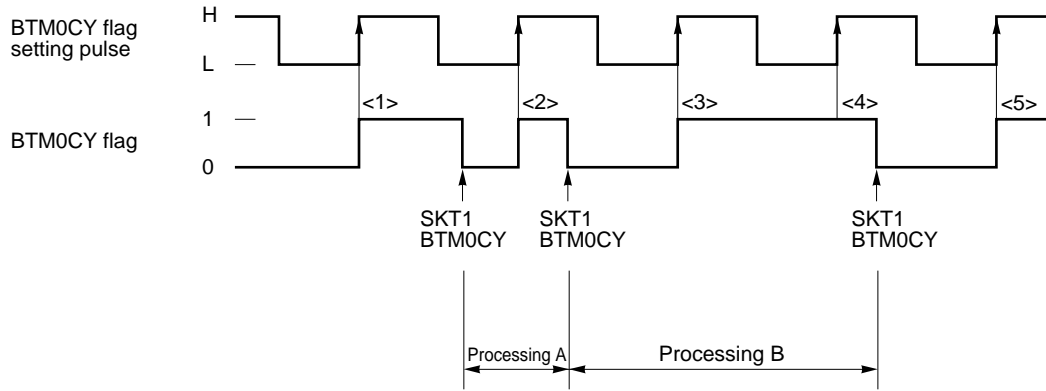 BTM0CY flag
setting pulse
H
L
<1>
<2>
<3>
<4>
<5>
BTM0CY flag
1
0
SKT1
BTM0CY
SKT1
BTM0CY
SKT1
BTM0CY
Processing A
Processing B